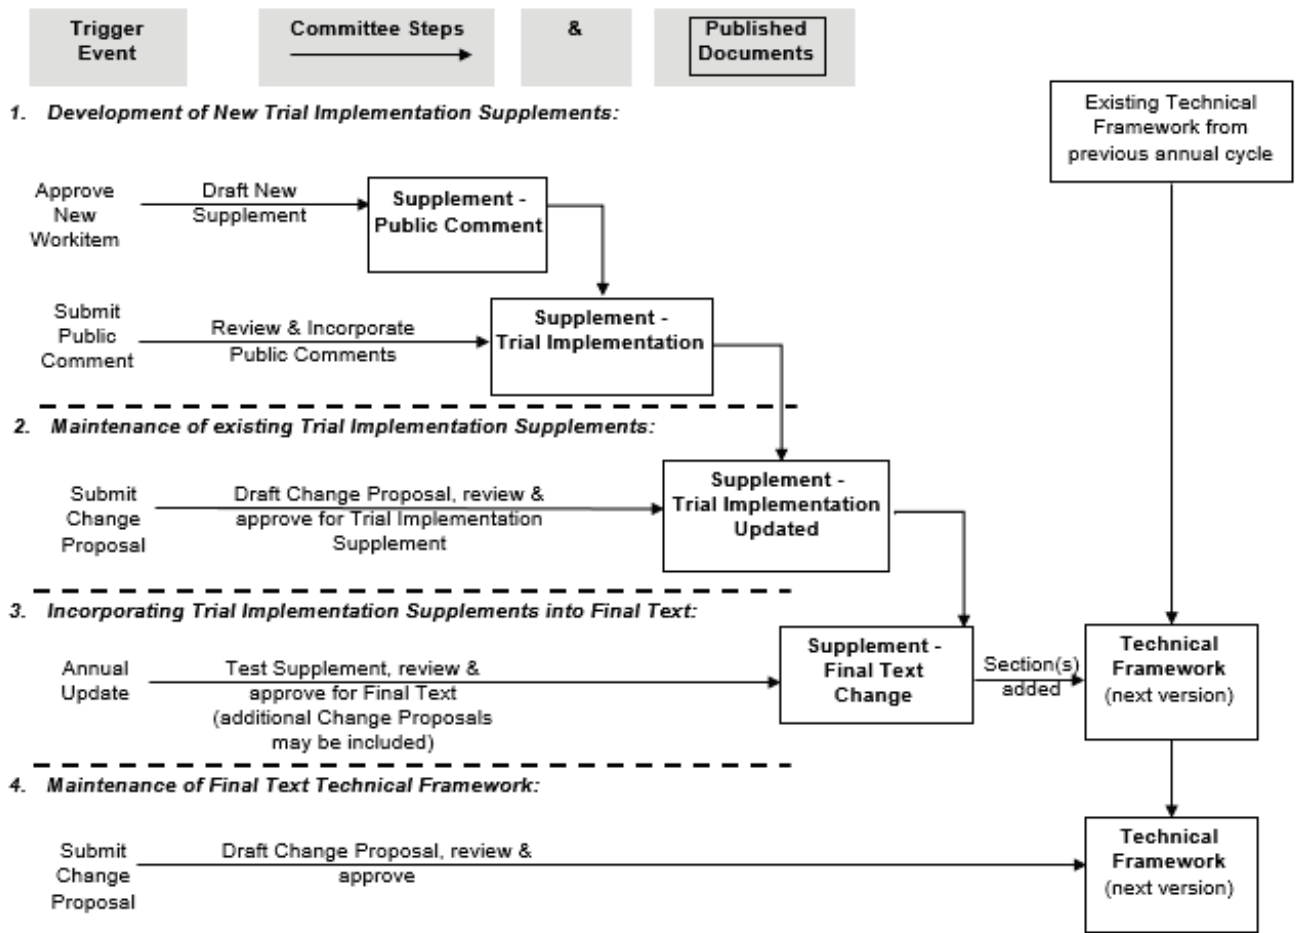 Trigger
Event
Committee Steps
&
Published
Documents
Existing Technical
Framework from
previous annual cycle
1. Development of New Trial Implementation Supplements:
Approve
New
Workitem
Draft New
Supplement
Supplement -
Public Comment
Submit
Public
Comment
Review & Incorporate
Public Comments
Supplement -
Trial Implementation
2. Maintenance of existing Trial Implementation Supplements:
Submit
Change
Proposal
Draft Change Proposal, review &
approve for Trial Implementation
Supplement
Supplement -
Trial Implementation
Updated
3. Incorporating Trial Implementation Supplements into Final Text:
Annual
Update
Test Supplement, review &
approve for Final Text
(additional Change Proposals
may be included)
Supplement -
Final Text
Change
Section(s)
added
Technical
Framework
(next version)
4. Maintenance of Final Text Technical Framework:
Submit
Change
Proposal
Draft Change Proposal, review &
approve
Technical
Framework
(next version)